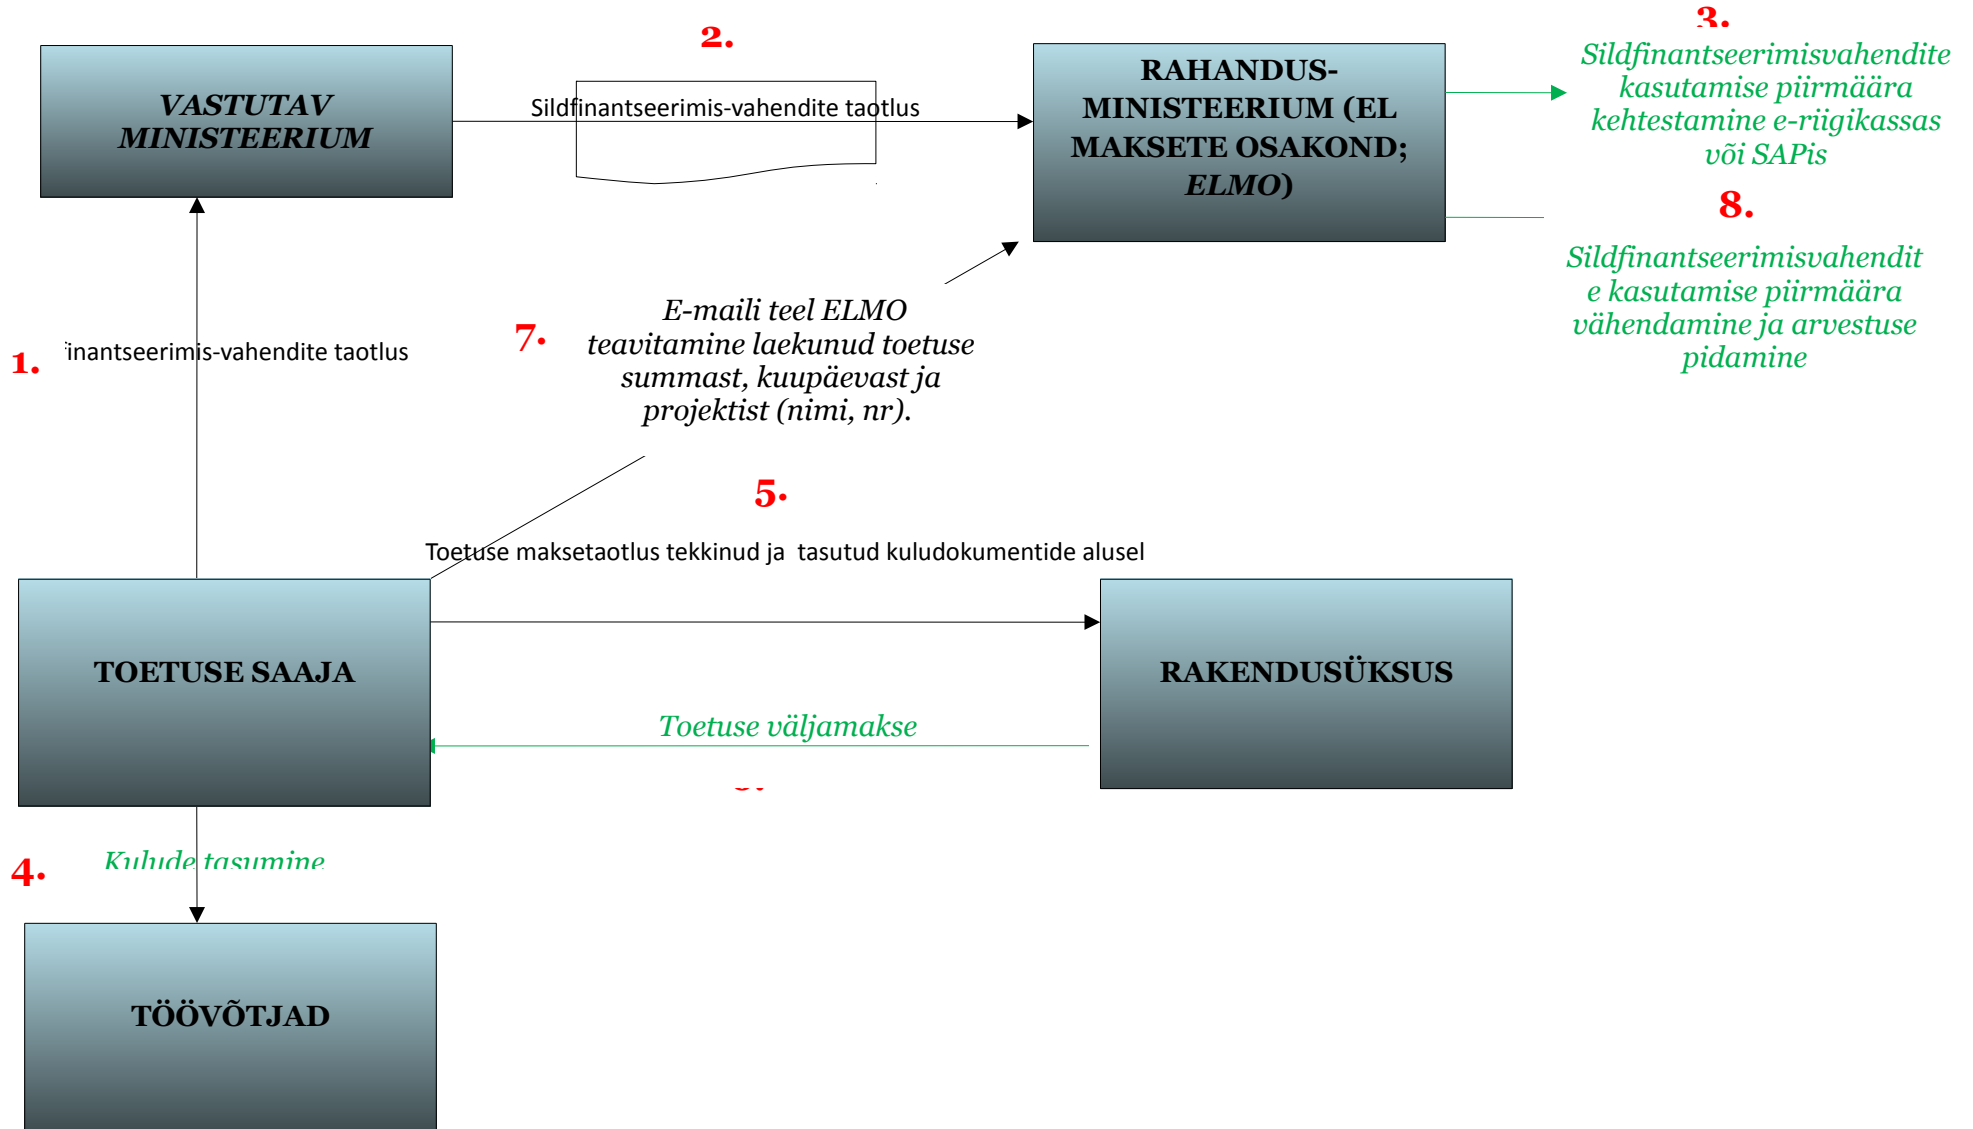 3.
2.
VASTUTAV
MINISTEERIUM
Sildfinantseerimis-vahendite taotlus
RAHANDUS-
MINISTEERIUM (EL
MAKSETE OSAKOND;
ELMO)
Sildfinantseerimisvahendite
kasutamise piirmäära
kehtestamine e-riigikassas
või SAPis
8.
Sildfinantseerimisvahendit
e kasutamise piirmäära
vähendamine ja arvestuse
pidamine
1.
finantseerimis-vahendite taotlus
7.
E-maili teel ELMO
teavitamine laekunud toetuse
summast, kuupäevast ja
projektist (nimi, nr).
5.
Toetuse maksetaotlus tekkinud ja  tasutud kuludokumentide alusel
TOETUSE SAAJA
RAKENDUSÜKSUS
Toetuse väljamakse
4.
Kulude tasumine
TÖÖVÕTJAD